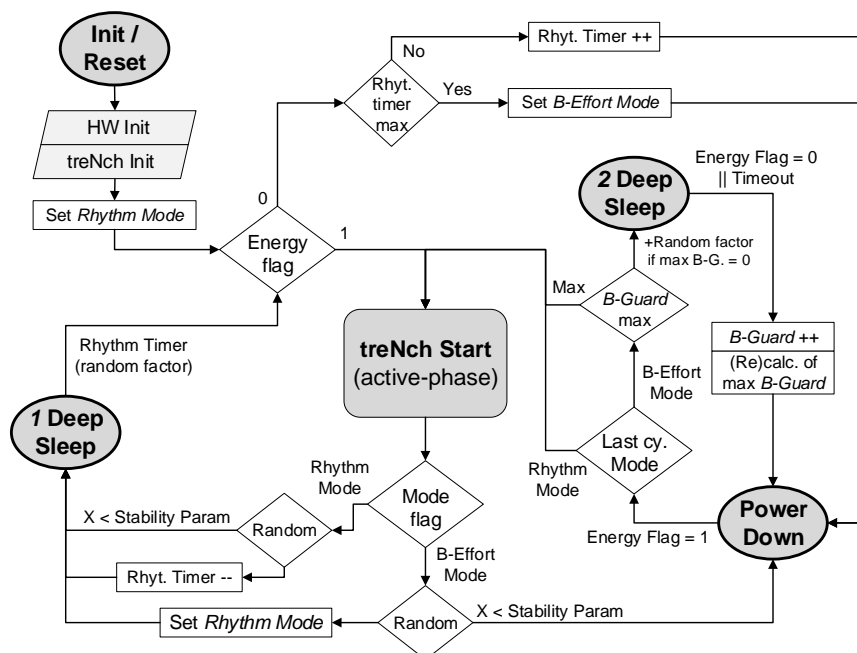 Init /
Reset
HW Init
treNch Init
Set Rhythm Mode
Energy
flag
0
1
Rhyt.
timer
max
No
Yes
Rhyt. Timer ++
Set B-Effort Mode
2 Deep
Sleep
Energy Flag = 0
|| Timeout
+Random factor
if max B-G. = 0
Max
B-Guard
max
B-Guard ++
(Re)calc. of
max B-Guard
B-Effort
Mode
Last cy.
Mode
Rhythm
Mode
Energy Flag = 1
Power
Down
treNch Start
(active-phase)
Rhythm Timer
(random factor)
1 Deep
Sleep
Rhythm
Mode
Mode
flag
X < Stability Param
Random
Rhyt. Timer --
B-Effort
Mode
Set Rhythm Mode
Random
X < Stability Param